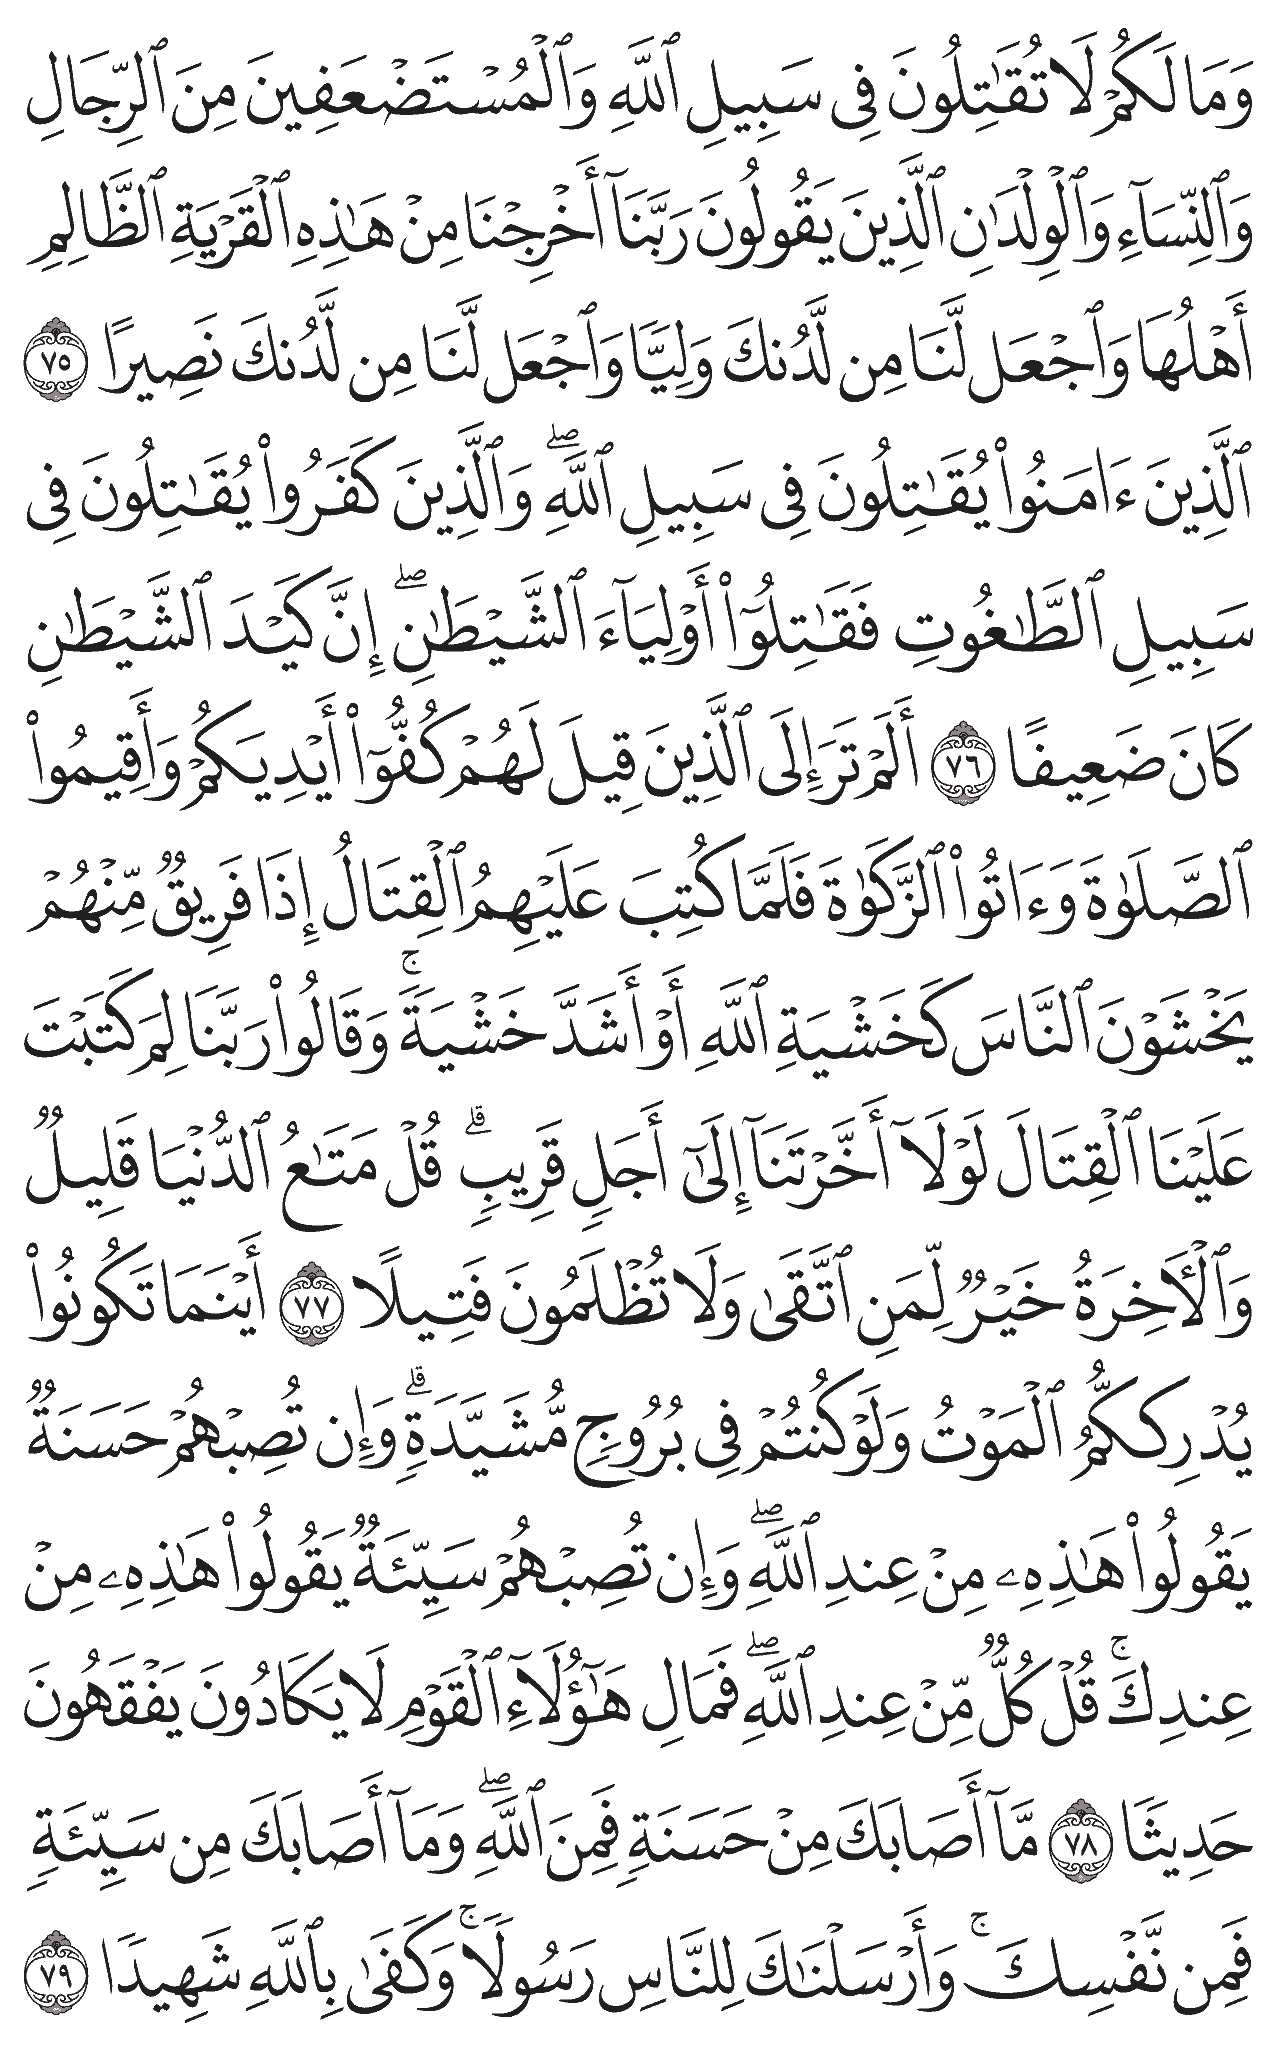 وَمَا لَكُمْ لَا تُقَٰتِلُونَ فِى سَبِيلِ ٱللَّهِ وَٱلْمُسْتَضْعَفِينَ مِنَ ٱلرِّجَالِ
وَٱلنِّسَآءِ وَٱلْوِلْدَٰنِ ٱلَّذِينَ يَقُولُونَ رَبَّنَآ أَخْرِجْنَا مِنْ هَٰذِهِ ٱلْقَرْيَةِ ٱلظَّالِمِ
أَهْلُهَا وَٱجْعَل لَّنَا مِن لَّدُنكَ وَلِيًّا وَٱجْعَل لَّنَا مِن لَّدُنكَ نَصِيرًا ٧٥
ٱلَّذِينَ ءَامَنُوا۟ يُقَٰتِلُونَ فِى سَبِيلِ ٱللَّهِ ۖ وَٱلَّذِينَ كَفَرُوا۟ يُقَٰتِلُونَ فِى
سَبِيلِ ٱلطَّٰغُوتِ فَقَٰتِلُوٓا۟ أَوْلِيَآءَ ٱلشَّيْطَٰنِ ۖ إِنَّ كَيْدَ ٱلشَّيْطَٰنِ
كَانَ ضَعِيفًا ٧٦ أَلَمْ تَرَ إِلَى ٱلَّذِينَ قِيلَ لَهُمْ كُفُّوٓا۟ أَيْدِيَكُمْ وَأَقِيمُوا۟
ٱلصَّلَوٰةَ وَءَاتُوا۟ ٱلزَّكَوٰةَ فَلَمَّا كُتِبَ عَلَيْهِمُ ٱلْقِتَالُ إِذَا فَرِيقٌ مِّنْهُمْ
يَخْشَوْنَ ٱلنَّاسَ كَخَشْيَةِ ٱللَّهِ أَوْ أَشَدَّ خَشْيَةً ۚ وَقَالُوا۟ رَبَّنَا لِمَ كَتَبْتَ
عَلَيْنَا ٱلْقِتَالَ لَوْلَآ أَخَّرْتَنَآ إِلَىٰٓ أَجَلٍ قَرِيبٍ ۗ قُلْ مَتَٰعُ ٱلدُّنْيَا قَلِيلٌ
وَٱلْءَاخِرَةُ خَيْرٌ لِّمَنِ ٱتَّقَىٰ وَلَا تُظْلَمُونَ فَتِيلًا ٧٧ أَيْنَمَا تَكُونُوا۟
يُدْرِككُّمُ ٱلْمَوْتُ وَلَوْ كُنتُمْ فِى بُرُوجٍ مُّشَيَّدَةٍ ۗ وَإِن تُصِبْهُمْ حَسَنَةٌ
يَقُولُوا۟ هَٰذِهِۦ مِنْ عِندِ ٱللَّهِ ۖ وَإِن تُصِبْهُمْ سَيِّئَةٌ يَقُولُوا۟ هَٰذِهِۦ مِنْ
عِندِكَ ۚ قُلْ كُلٌّ مِّنْ عِندِ ٱللَّهِ ۖ فَمَالِ هَٰٓؤُلَآءِ ٱلْقَوْمِ لَا يَكَادُونَ يَفْقَهُونَ
حَدِيثًا ٧٨ مَّآ أَصَابَكَ مِنْ حَسَنَةٍ فَمِنَ ٱللَّهِ ۖ وَمَآ أَصَابَكَ مِن سَيِّئَةٍ
فَمِن نَّفْسِكَ ۚ وَأَرْسَلْنَٰكَ لِلنَّاسِ رَسُولًا ۚ وَكَفَىٰ بِٱللَّهِ شَهِيدًا ٧٩